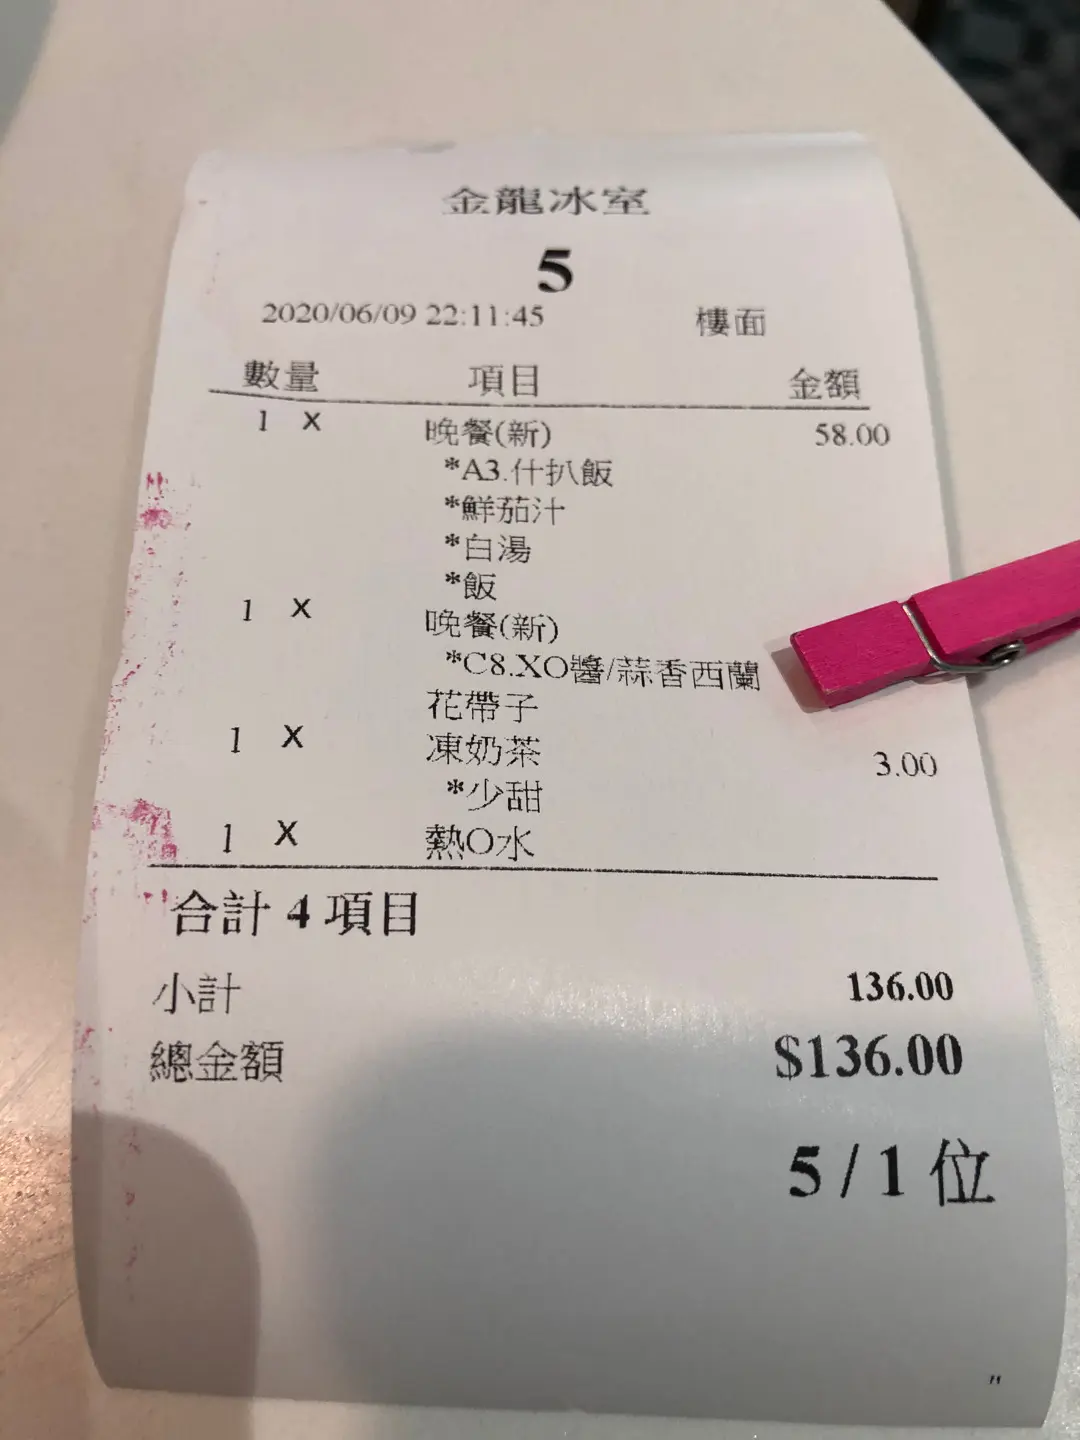 金龍冰室
5
2020/06/09 22:11:45 樓面
數量 項目 金額
1 X 晚餐(新) 58.00
*A3.什扒飯
*鮮茄汁
*白湯
*飯
1 X 晚餐(新)
*C8.XO醬/蒜香西蘭
花帶子
1 X 凍奶茶 3.00
*少甜
1 X 熱O水
合計 4 項目
小計 136.00
總金額 $136.00
5 / 1 位
"